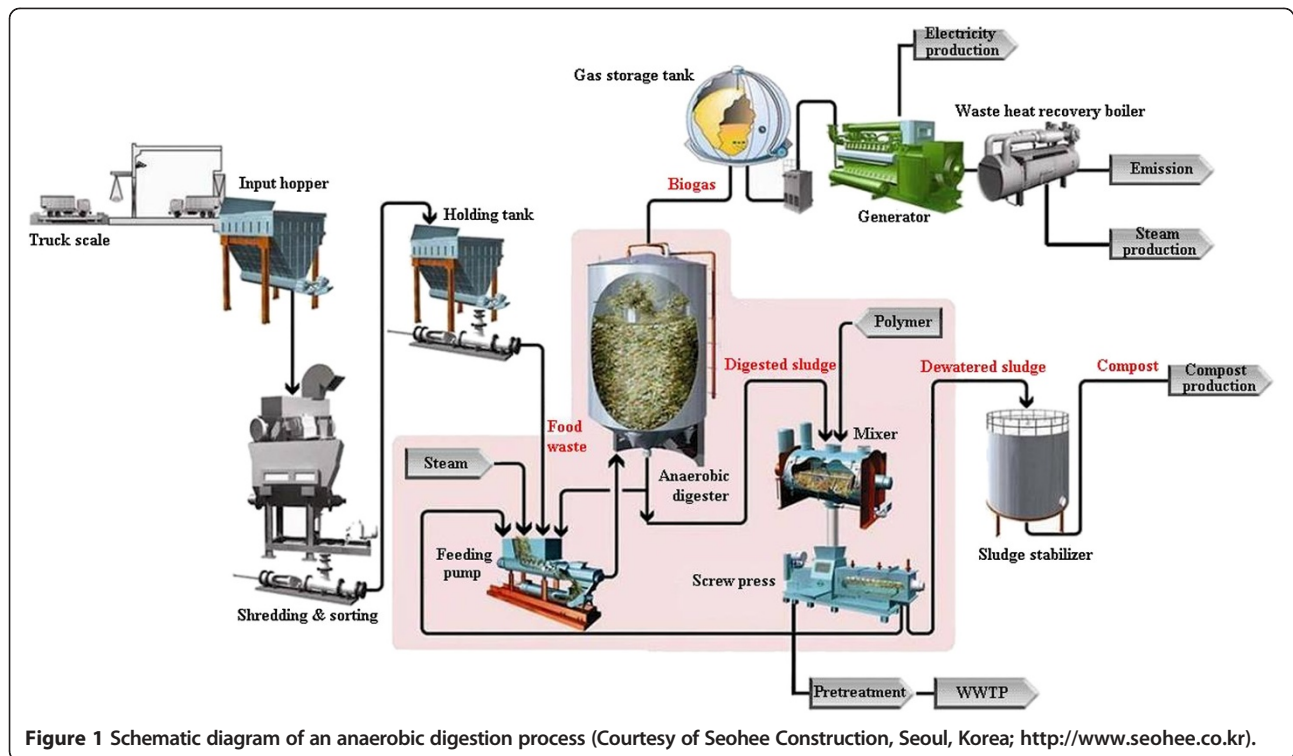 Electricity
production
Gas storage tank
Waste heat recovery boiler
Input hopper
Biogas
Emission
Holding tank
Generator
Truck scale
Steam
production
Polymer
Digested sludge
Dewatered sludge
Compost
Compost
production
Food
waste
Mixer
Steam
Anaerobic
digester
Sludge stabilizer
Feeding
pump
Screw press
Shredding & sorting
Pretreatment
WWTP
Figure 1 Schematic diagram of an anaerobic digestion process (Courtesy of Seohee Construction, Seoul, Korea; http://www.seohee.co.kr).